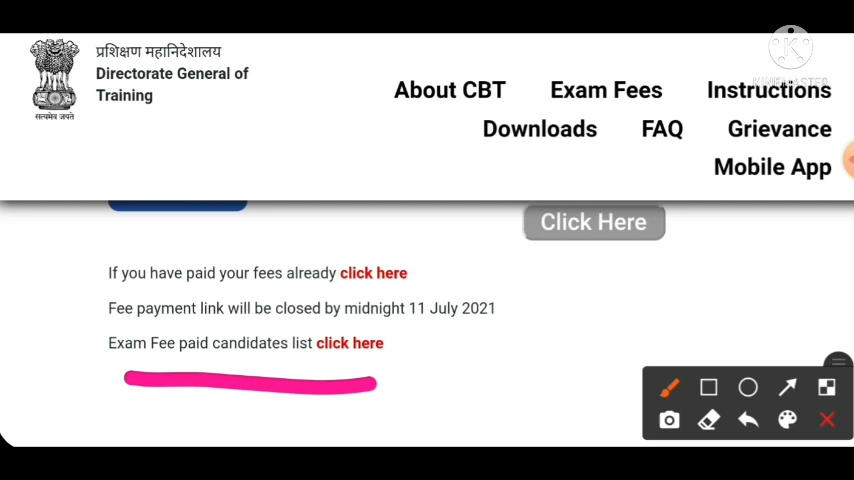 प्रशिक्षण महानिदेशालय
Directorate General of
Training
सत्यमेव जयते
KINEMASTER
About CBT Exam Fees Instructions
Downloads FAQ Grievance
Mobile App
Click Here
If you have paid your fees already click here
Fee payment link will be closed by midnight 11 July 2021
Exam Fee paid candidates list click here